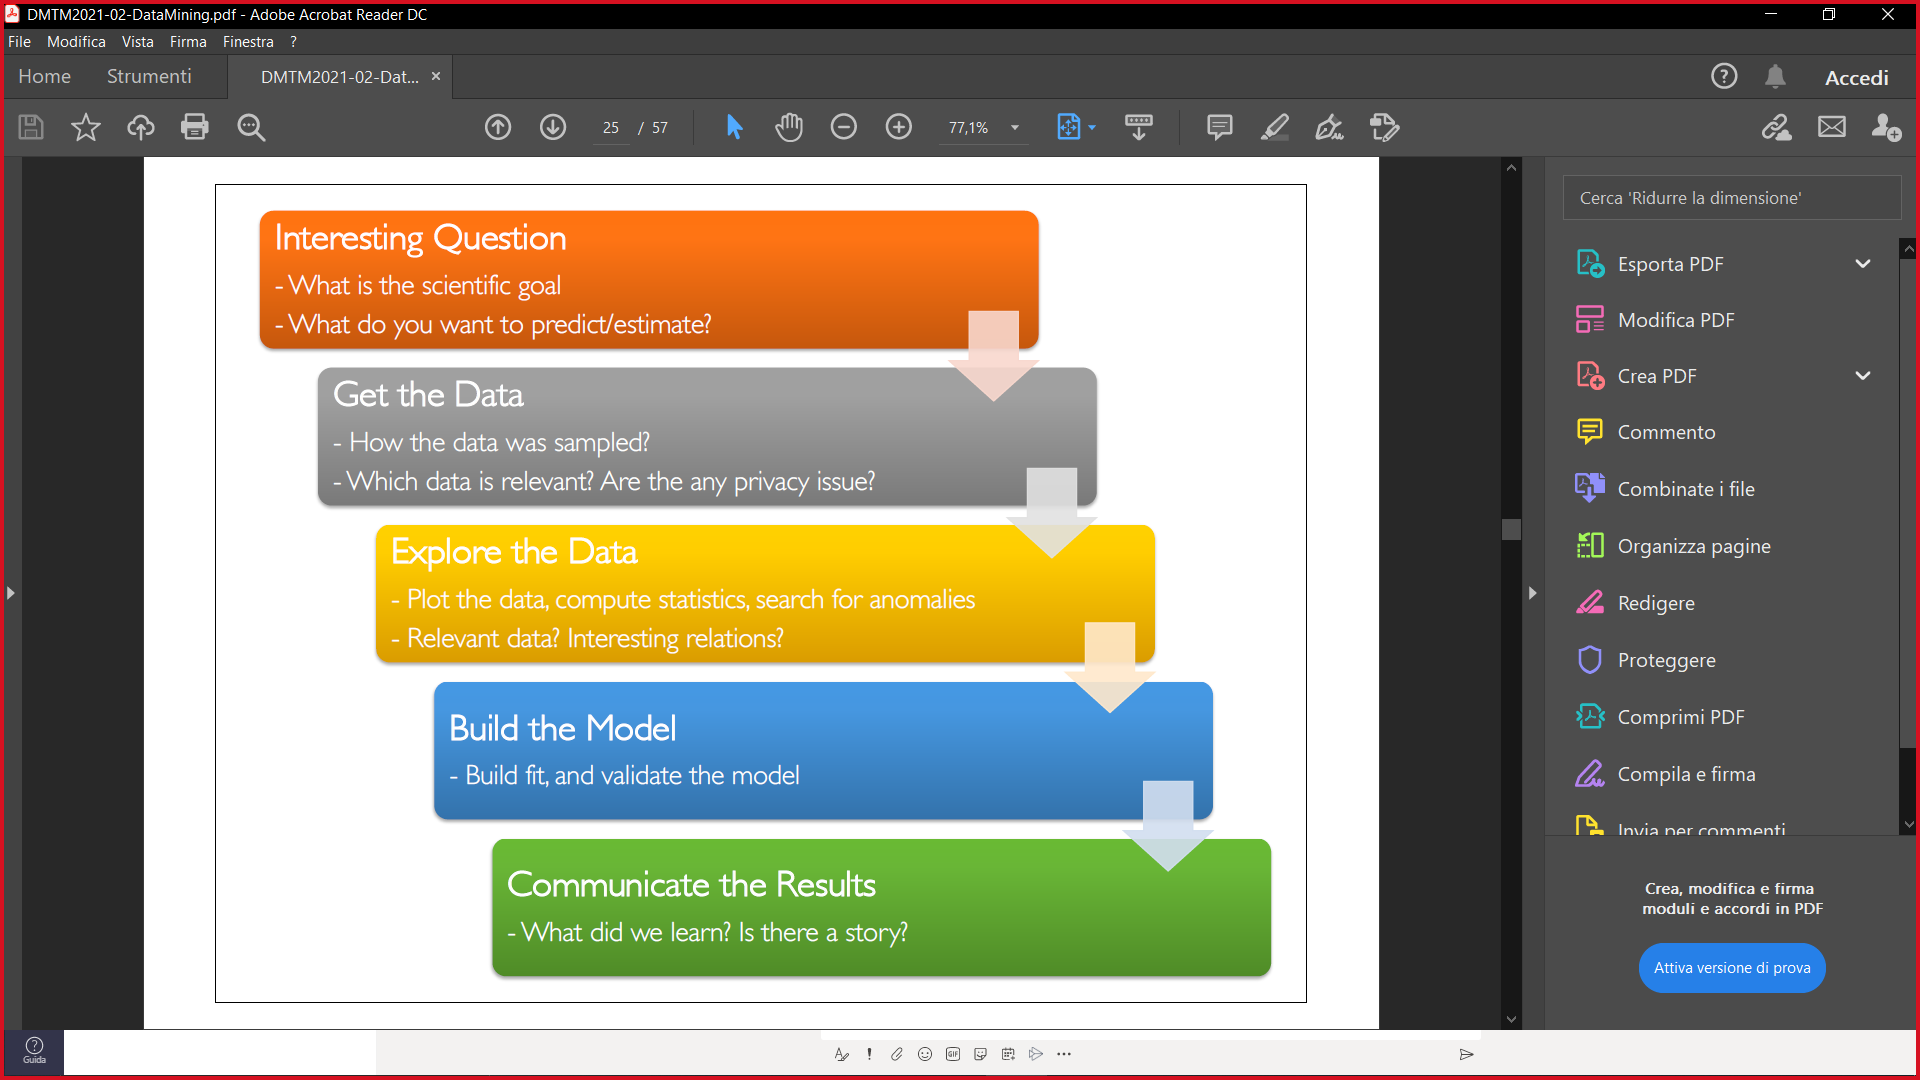 DMTM2021-02-DataMining.pdf - Adobe Acrobat Reader DC
File Modifica Vista Firma Finestra ?
Home Strumenti DMTM2021-02-Dat... × Accedi
25 / 57 77,1%
Interesting Question
- What is the scientific goal
- What do you want to predict/estimate?
Get the Data
- How the data was sampled?
- Which data is relevant? Are the any privacy issue?
Explore the Data
- Plot the data, compute statistics, search for anomalies
- Relevant data? Interesting relations?
Build the Model
- Build fit, and validate the model
Communicate the Results
- What did we learn? Is there a story?
Cerca 'Ridurre la dimensione'
Esporta PDF
Modifica PDF
Crea PDF
Commento
Combinate i file
Organizza pagine
Redigere
Proteggere
Comprimi PDF
Compila e firma
Invia per commenti
Crea, modifica e firma
moduli e accordi in PDF
Attiva versione di prova
Guida
GIF